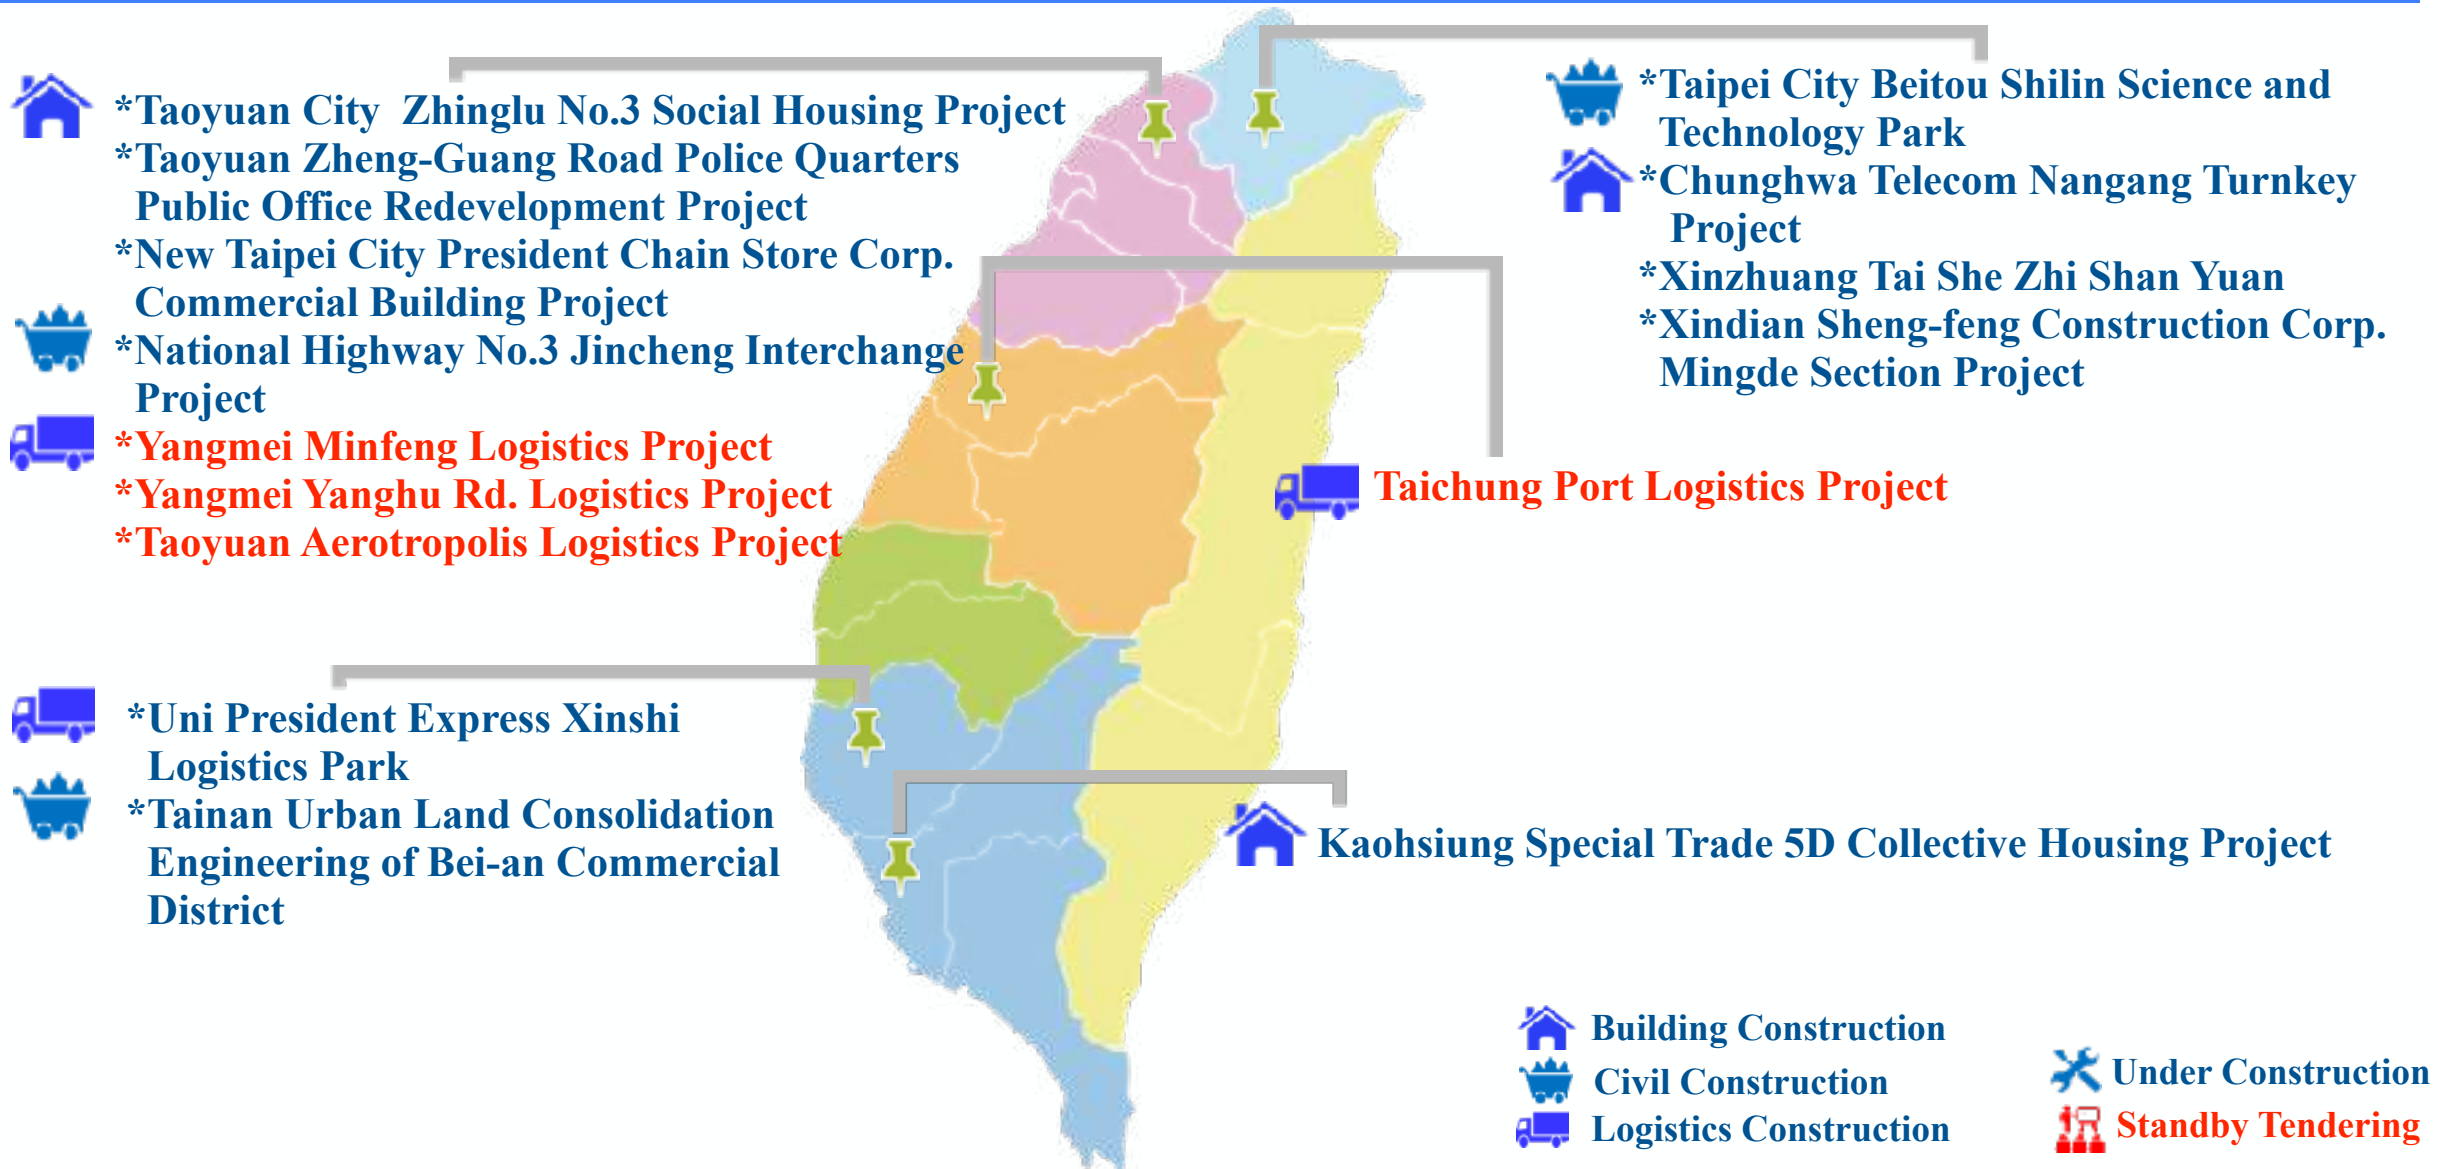 *Taoyuan City Zhinglu No.3 Social Housing Project
*Taoyuan Zheng-Guang Road Police Quarters
Public Office Redevelopment Project
*New Taipei City President Chain Store Corp.
Commercial Building Project
*National Highway No.3 Jincheng Interchange
Project
*Yangmei Minfeng Logistics Project
*Yangmei Yanghu Rd. Logistics Project
*Taoyuan Aerotropolis Logistics Project
*Taipei City Beitou Shilin Science and
Technology Park
*Chunghwa Telecom Nangang Turnkey
Project
*Xinzhuang Tai She Zhi Shan Yuan
*Xindian Sheng-feng Construction Corp.
Mingde Section Project
Taichung Port Logistics Project
*Uni President Express Xinshi
Logistics Park
*Tainan Urban Land Consolidation
Engineering of Bei-an Commercial
District
Kaohsiung Special Trade 5D Collective Housing Project
Building Construction
Civil Construction
Logistics Construction
Under Construction
Standby Tendering